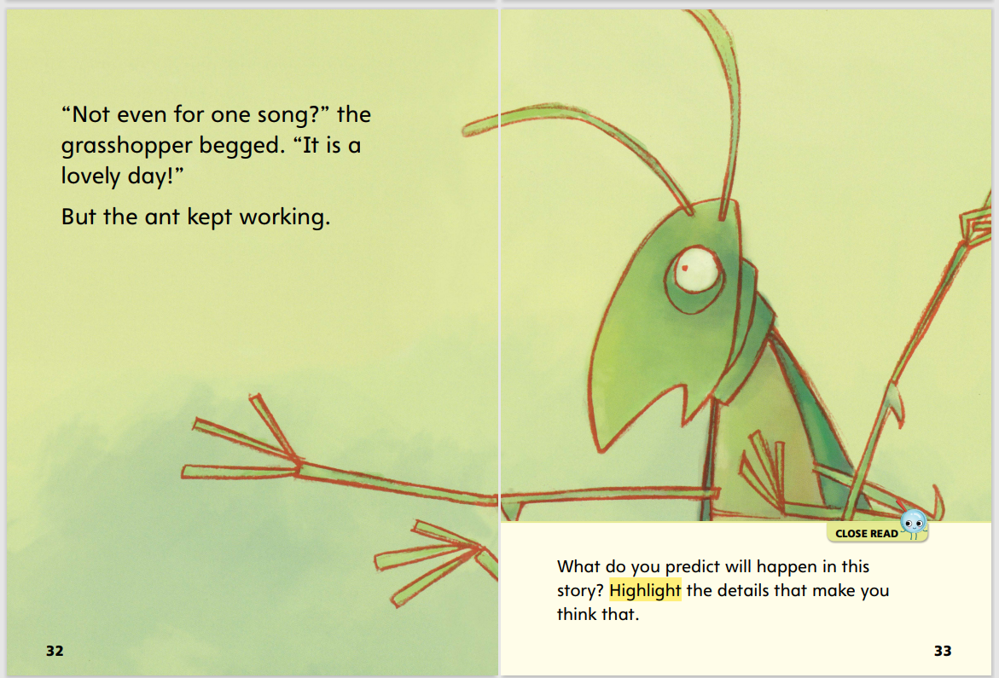 “Not even for one song?” the
grasshopper begged. “It is a
lovely day!”
But the ant kept working.
32
CLOSE READ
What do you predict will happen in this
story? Highlight the details that make you
think that.
33